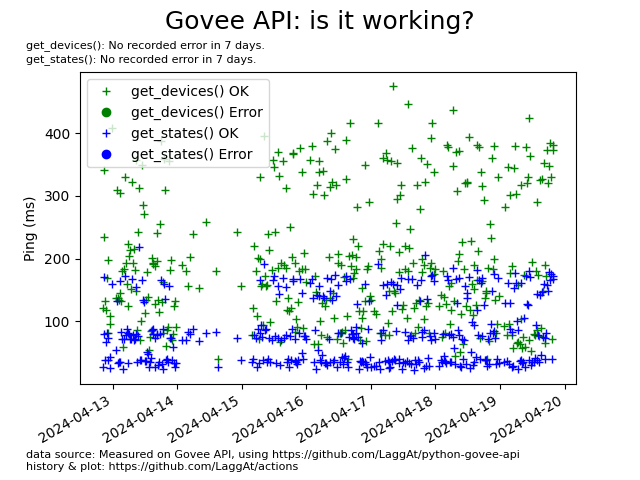 Govee API: is it working?
get_devices(): No recorded error in 7 days.
get_states(): No recorded error in 7 days.
get_devices() OK
get_devices() Error
get_states() OK
get_states() Error
Ping (ms)
400
300
200
100
2024-04-13
2024-04-14
2024-04-15
2024-04-16
2024-04-17
2024-04-18
2024-04-19
2024-04-20
data source: Measured on Govee API, using https://github.com/LaggAt/python-govee-api
history & plot: https://github.com/LaggAt/actions